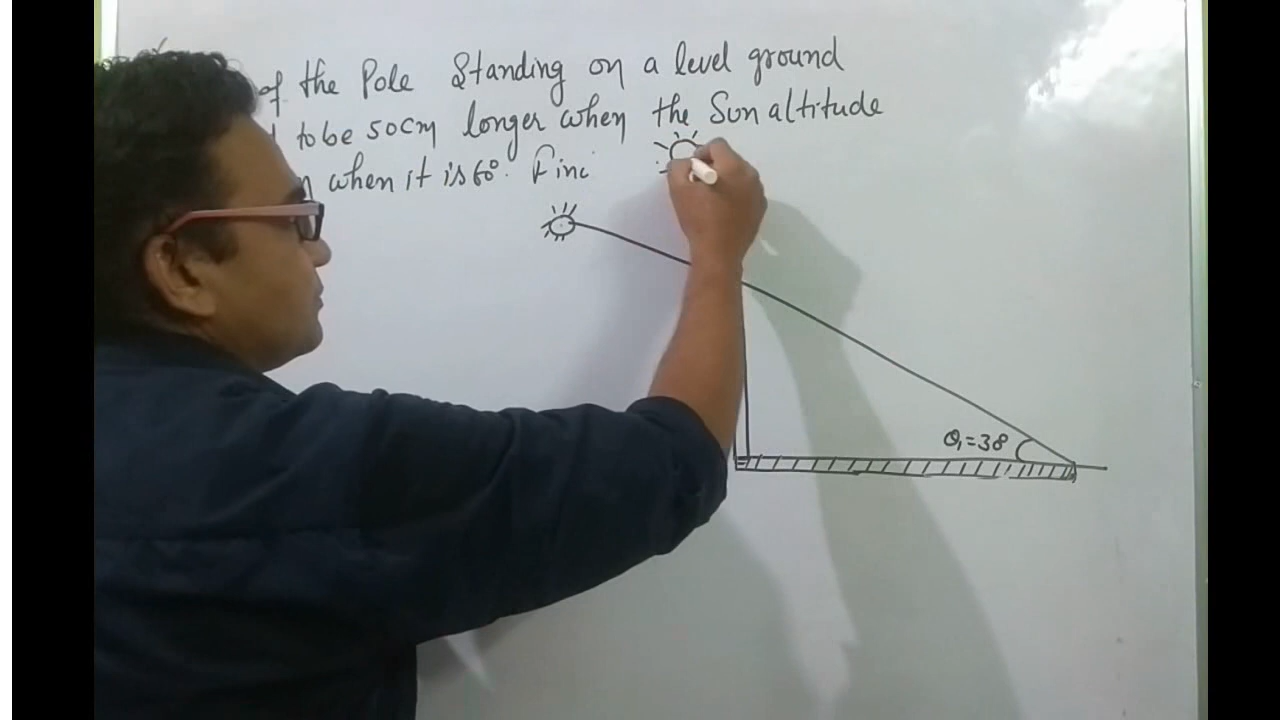 of the Pole Standing on a level ground
to be 50cm longer when the Sun altitude
when it is 60°. Find
θ₁=38